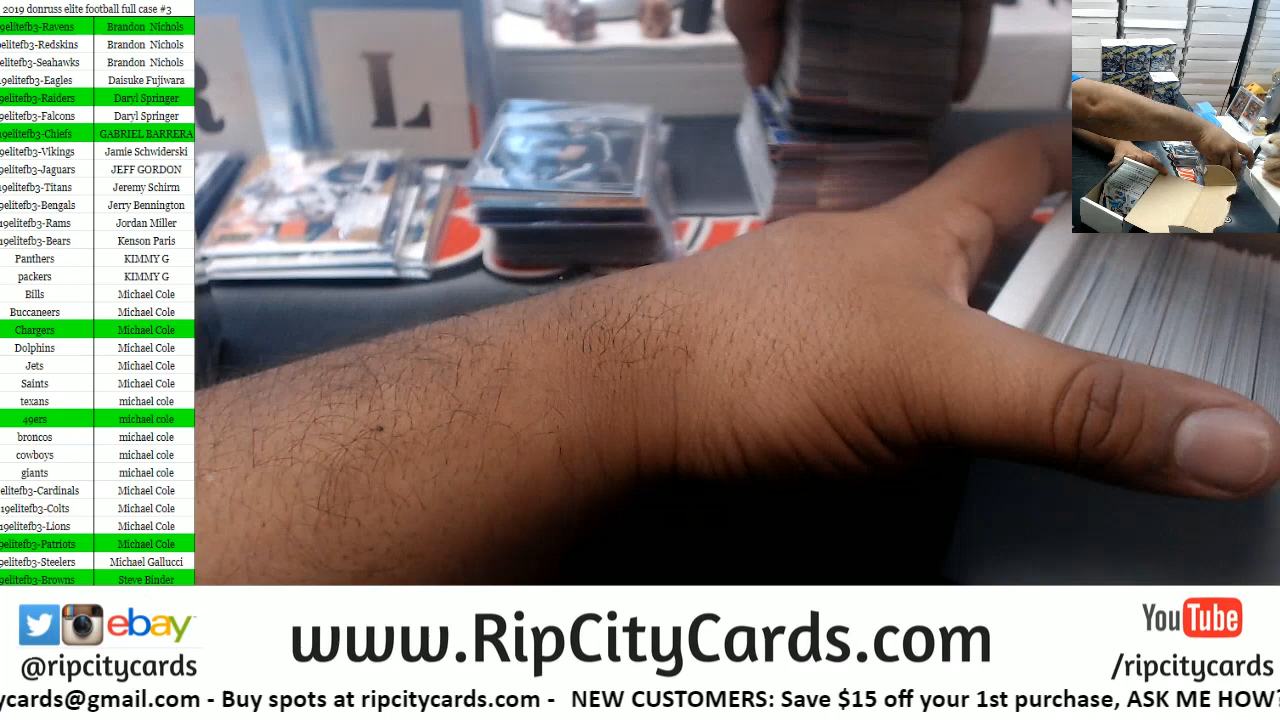 2019 donruss elite football full case #3
9elitefb3-Ravens Brandon Nichols
elitefb3-Redskins Brandon Nichols
elitefb3-Seahawks Brandon Nichols
19elitefb3-Eagles Daisuke Fujiwara
9elitefb3-Raiders Daryl Springer
9elitefb3-Falcons Daryl Springer
9elitefb3-Chiefs GABRIEL BARRERA
9elitefb3-Vikings Jamie Schwiderski
9elitefb3-Jaguars JEFF GORDON
19elitefb3-Titans Jeremy Schirm
9elitefb3-Bengals Jerry Bennington
19elitefb3-Rams Jordan Miller
19elitefb3-Bears Kenson Paris
Panthers KIMMY G
packers KIMMY G
Bills Michael Cole
Buccaneers Michael Cole
Chargers Michael Cole
Dolphins Michael Cole
Jets Michael Cole
Saints Michael Cole
texans Michael Cole
49ers michael cole
broncos michael cole
cowboys michael cole
giants michael cole
elitefb3-Cardinals Michael Cole
19elitefb3-Colts Michael Cole
19elitefb3-Lions Michael Cole
9elitefb3-Patriots Michael Cole
9elitefb3-Steelers Michael Gallucci
9elitefb3-Browns Steve Binder
R L
ebay
@ripcitycards
www.RipCityCards.com
YouTube
/ripcitycards
ycards@gmail.com - Buy spots at ripcitycards.com - NEW CUSTOMERS: Save $15 off your 1st purchase, ASK ME HOW?